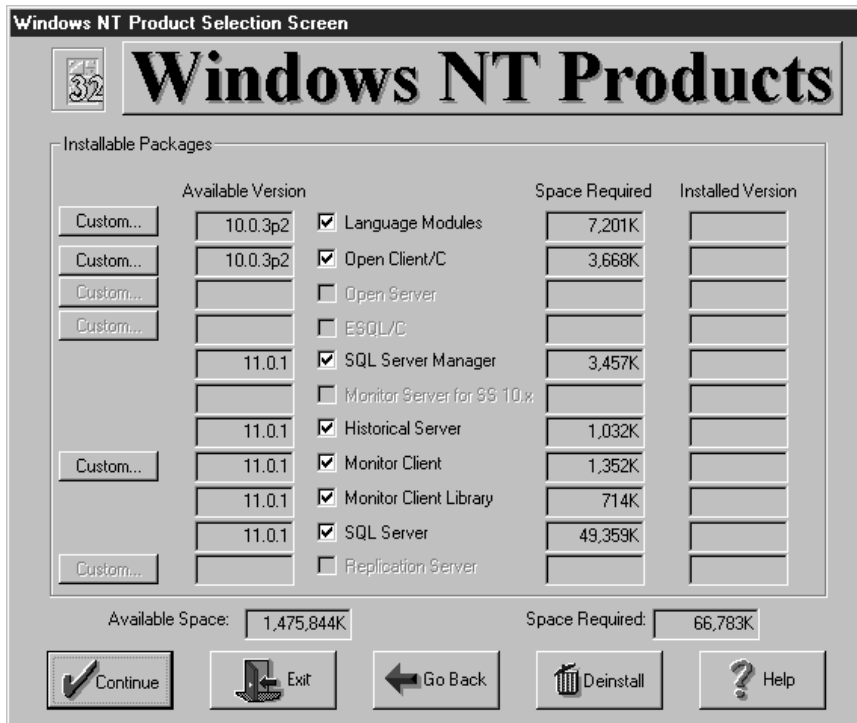 Windows NT Product Selection Screen
32
Windows NT Products
Installable Packages
Available Version Space Required Installed Version
Custom... 10.0.3p2 Language Modules 7,201K
Custom... 10.0.3p2 Open Client/C 3,668K
Custom... Open Server
Custom... ESQL/C
11.0.1 SQL Server Manager 3,457K
Monitor Server for SS 10.x
11.0.1 Historical Server 1,032K
Custom... 11.0.1 Monitor Client 1,352K
11.0.1 Monitor Client Library 714K
11.0.1 SQL Server 49,359K
Custom... Replication Server
Available Space: 1,475,844K Space Required: 66,783K
Continue Exit Go Back Deinstall Help